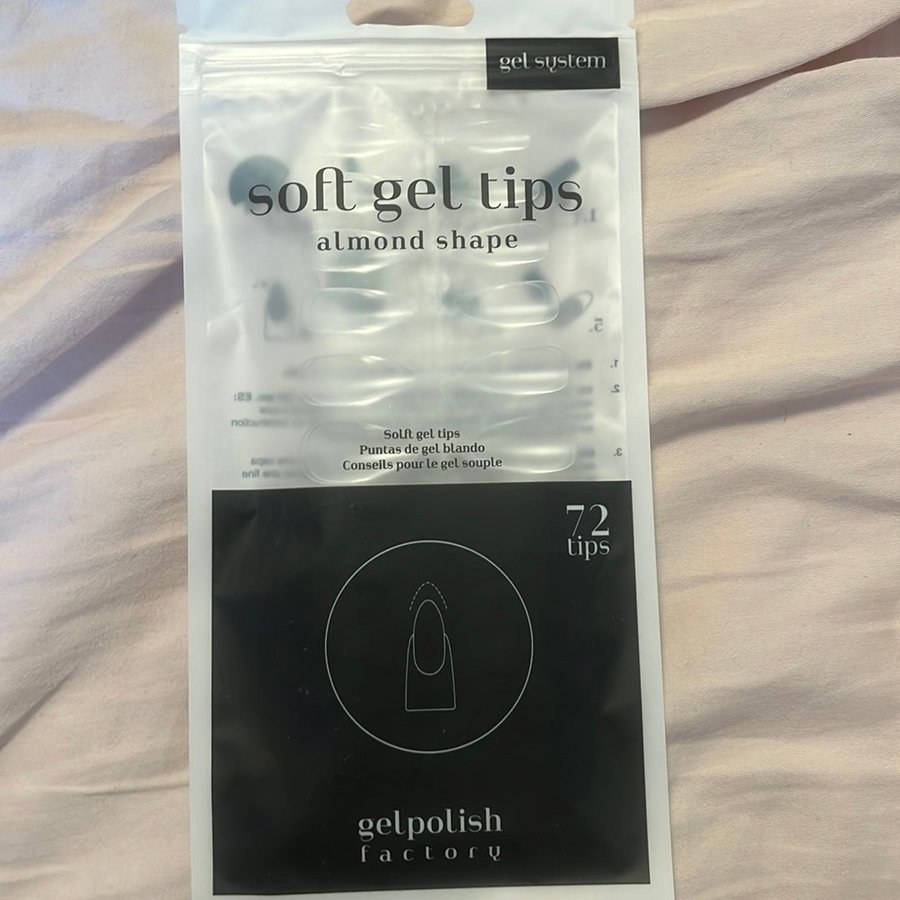 gel system
soft gel tips
almond shape
Solft gel tips
Puntas de gel blando
Conseils pour le gel souple
72
tips
gelpolish
factory